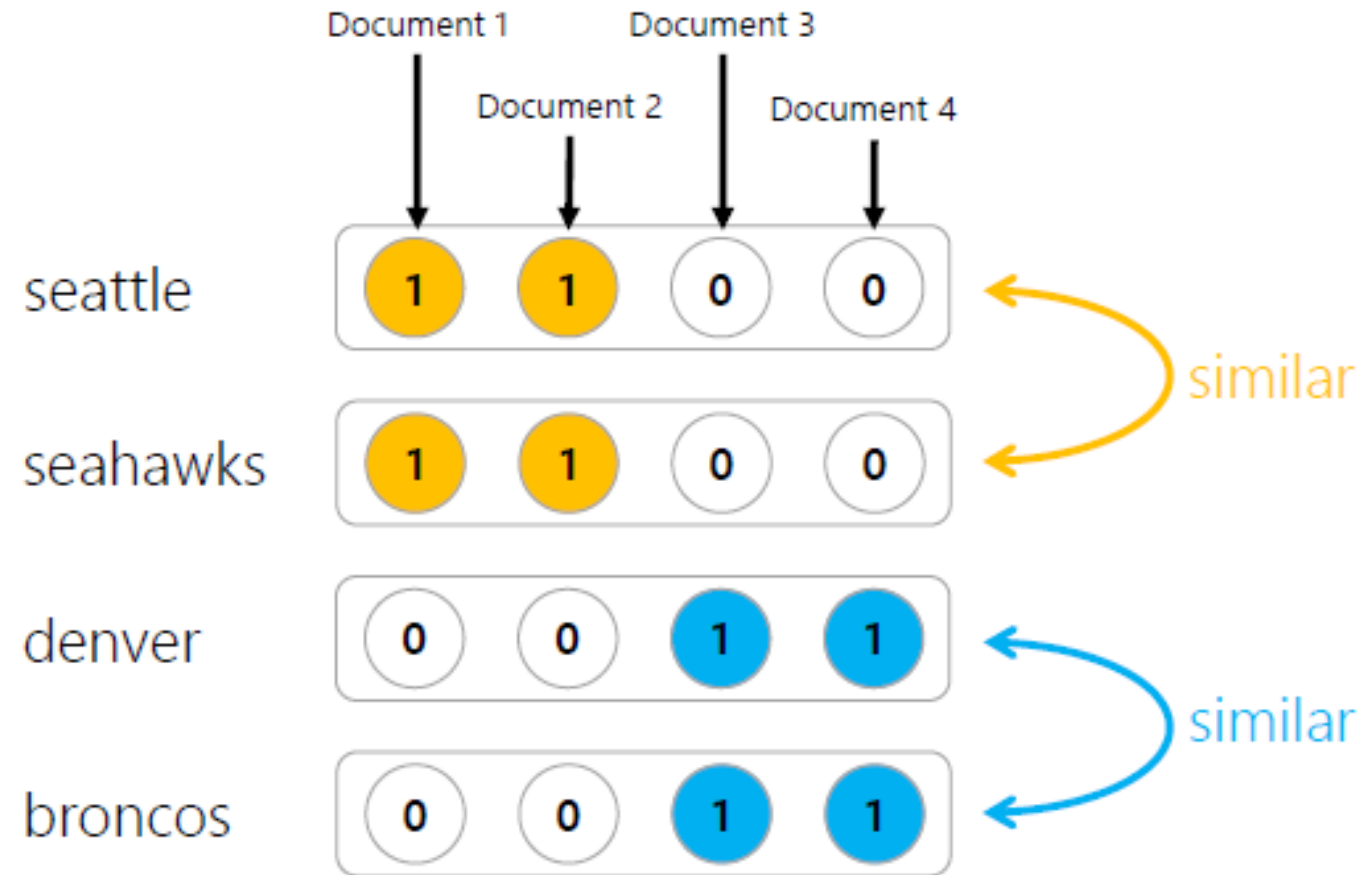 Document 1 Document 3
Document 2 Document 4
seattle 1 1 0 0
similar
seahawks 1 1 0 0
denver 0 0 1 1
similar
broncos 0 0 1 1